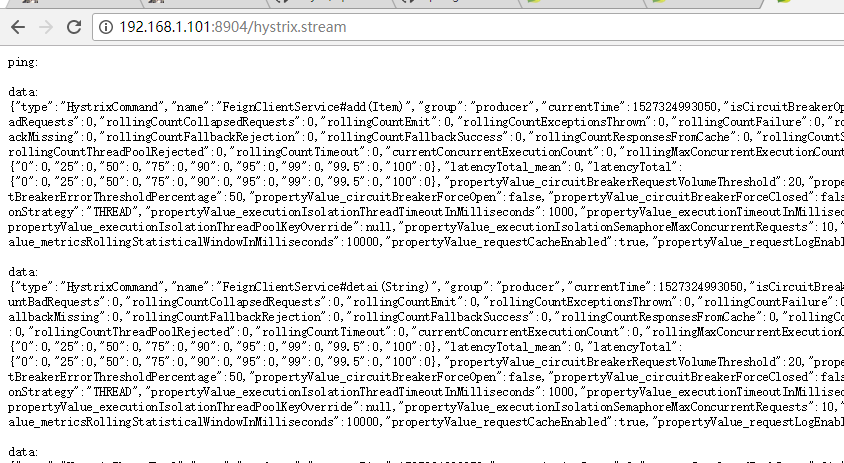 192.168.1.101:8904/hystrix.stream
ping:
data:
{"type":"HystrixCommand","name":"FeignClientService#add(Item)","group":"producer","currentTime":1527324993050,"isCircuitBreakerOp
adRequests":0,"rollingCountCollapsedRequests":0,"rollingCountEmit":0,"rollingCountExceptionsThrown":0,"rollingCountFailure":0,"ro
ackMissing":0,"rollingCountFallbackRejection":0,"rollingCountFallbackSuccess":0,"rollingCountResponsesFromCache":0,"rollingCountS
rollingCountThreadPoolRejected":0,"rollingCountTimeout":0,"currentConcurrentExecutionCount":0,"rollingMaxConcurrentExecutionCount
{"0":0,"25":0,"50":0,"75":0,"90":0,"95":0,"99":0,"99.5":0,"100":0},"latencyTotal_mean":0,"latencyTotal":
{"0":0,"25":0,"50":0,"75":0,"90":0,"95":0,"99":0,"99.5":0,"100":0},"propertyValue_circuitBreakerRequestVolumeThreshold":20,"prope
tBreakerErrorThresholdPercentage":50,"propertyValue_circuitBreakerForceOpen":false,"propertyValue_circuitBreakerForceClosed":fals
onStrategy":"THREAD","propertyValue_executionIsolationThreadTimeoutInMilliseconds":1000,"propertyValue_executionTimeoutInMillisec
propertyValue_executionIsolationThreadPoolKeyOverride":null,"propertyValue_executionIsolationSemaphoreMaxConcurrentRequests":10,"
alue_metricsRollingStatisticalWindowInMilliseconds":10000,"propertyValue_requestCacheEnabled":true,"propertyValue_requestLogEnabl
data:
{"type":"HystrixCommand","name":"FeignClientService#detai(String)","group":"producer","currentTime":1527324993050,"isCircuitBreak
untBadRequests":0,"rollingCountCollapsedRequests":0,"rollingCountEmit":0,"rollingCountExceptionsThrown":0,"rollingCountFailure":0
allbackMissing":0,"rollingCountFallbackRejection":0,"rollingCountFallbackSuccess":0,"rollingCountResponsesFromCache":0,"rollingCo
:0,"rollingCountThreadPoolRejected":0,"rollingCountTimeout":0,"currentConcurrentExecutionCount":0,"rollingMaxConcurrentExecutionC
{"0":0,"25":0,"50":0,"75":0,"90":0,"95":0,"99":0,"99.5":0,"100":0},"latencyTotal_mean":0,"latencyTotal":
{"0":0,"25":0,"50":0,"75":0,"90":0,"95":0,"99":0,"99.5":0,"100":0},"propertyValue_circuitBreakerRequestVolumeThreshold":20,"prope
tBreakerErrorThresholdPercentage":50,"propertyValue_circuitBreakerForceOpen":false,"propertyValue_circuitBreakerForceClosed":fals
onStrategy":"THREAD","propertyValue_executionIsolationThreadTimeoutInMilliseconds":1000,"propertyValue_executionTimeoutInMillisec
propertyValue_executionIsolationThreadPoolKeyOverride":null,"propertyValue_executionIsolationSemaphoreMaxConcurrentRequests":10,"
alue_metricsRollingStatisticalWindowInMilliseconds":10000,"propertyValue_requestCacheEnabled":true,"propertyValue_requestLogEnabl
data: